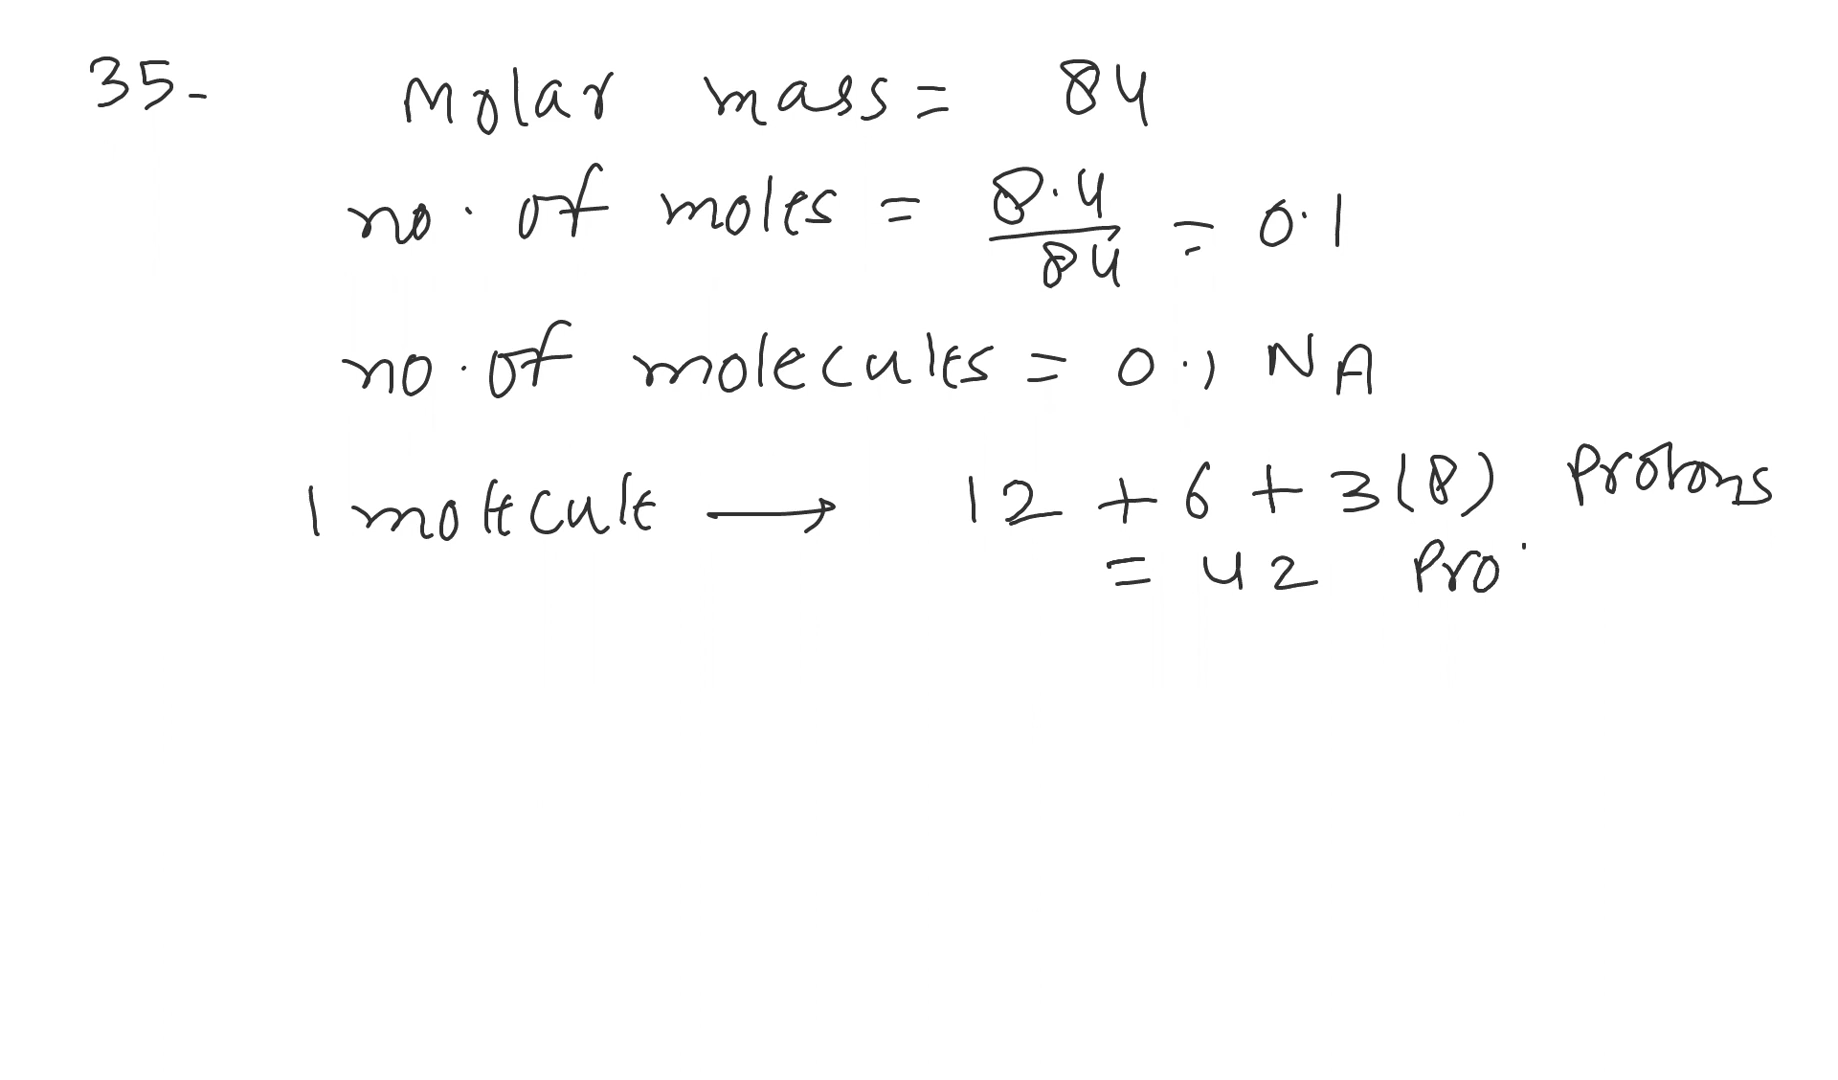 35- Molar mass = 84
no. of moles = 8.4 / 84 = 0.1
no. of molecules = 0.1 NA
1 molecule → 12 + 6 + 3(8) Protons
= 42 Pro.